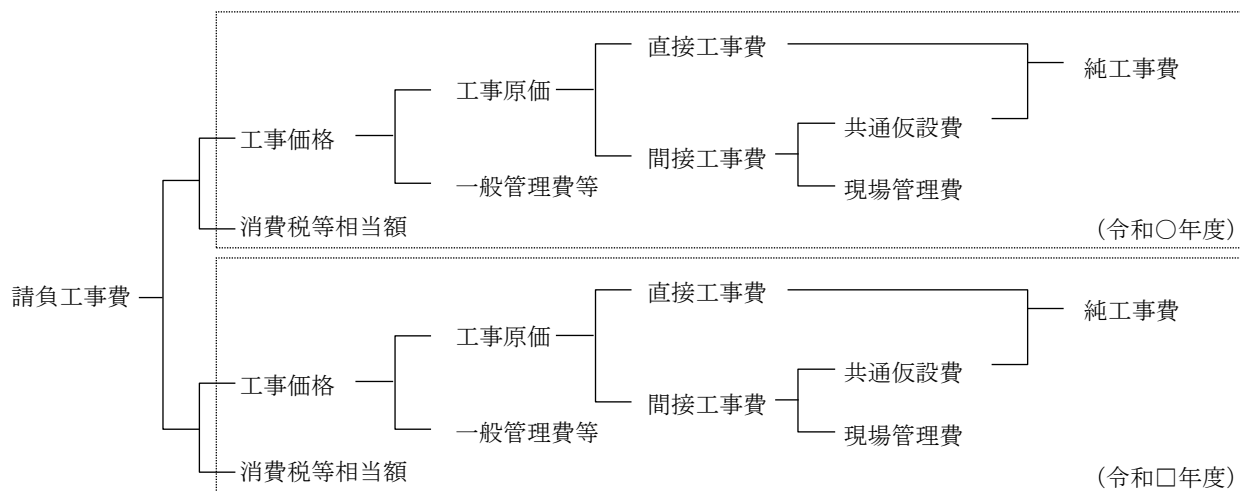 直接工事費
純工事費
工事原価
共通仮設費
工事価格
間接工事費
一般管理費等
現場管理費
消費税等相当額
（令和○年度）
請負工事費
直接工事費
純工事費
工事原価
共通仮設費
工事価格
間接工事費
一般管理費等
現場管理費
消費税等相当額
（令和□年度）